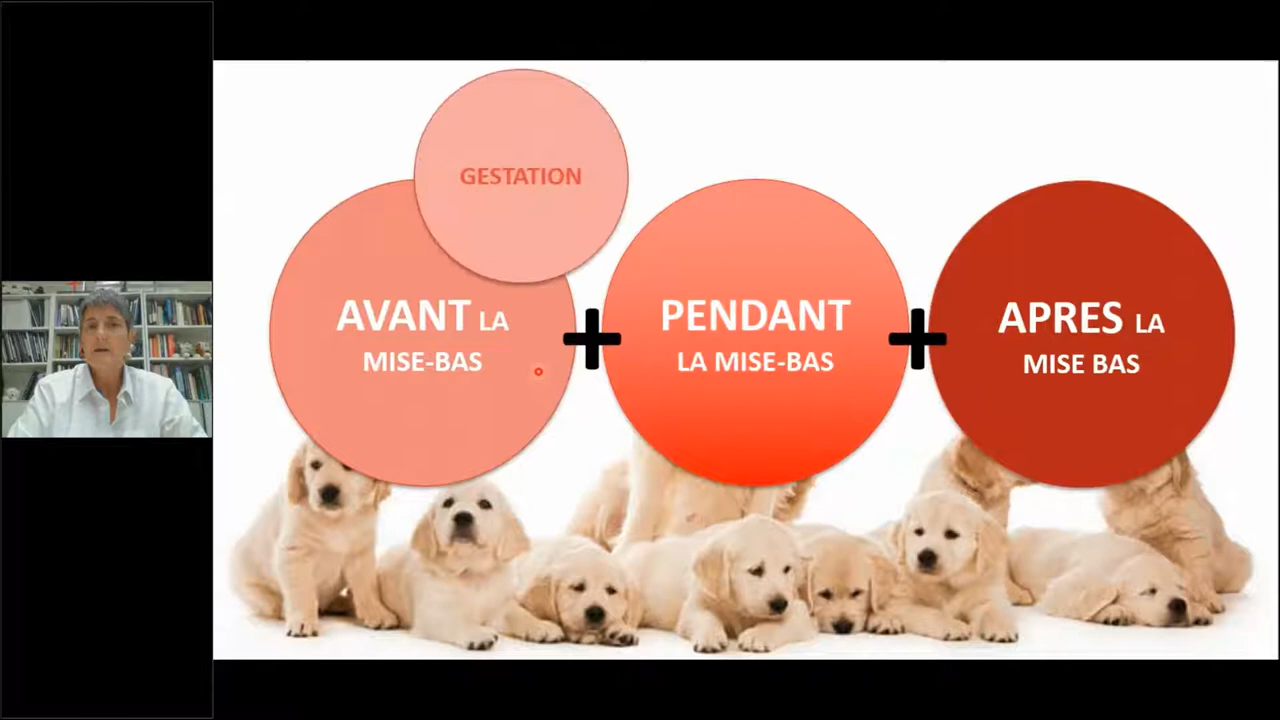 GESTATION
AVANT LA
MISE-BAS
PENDANT
LA MISE-BAS
APRES LA
MISE BAS